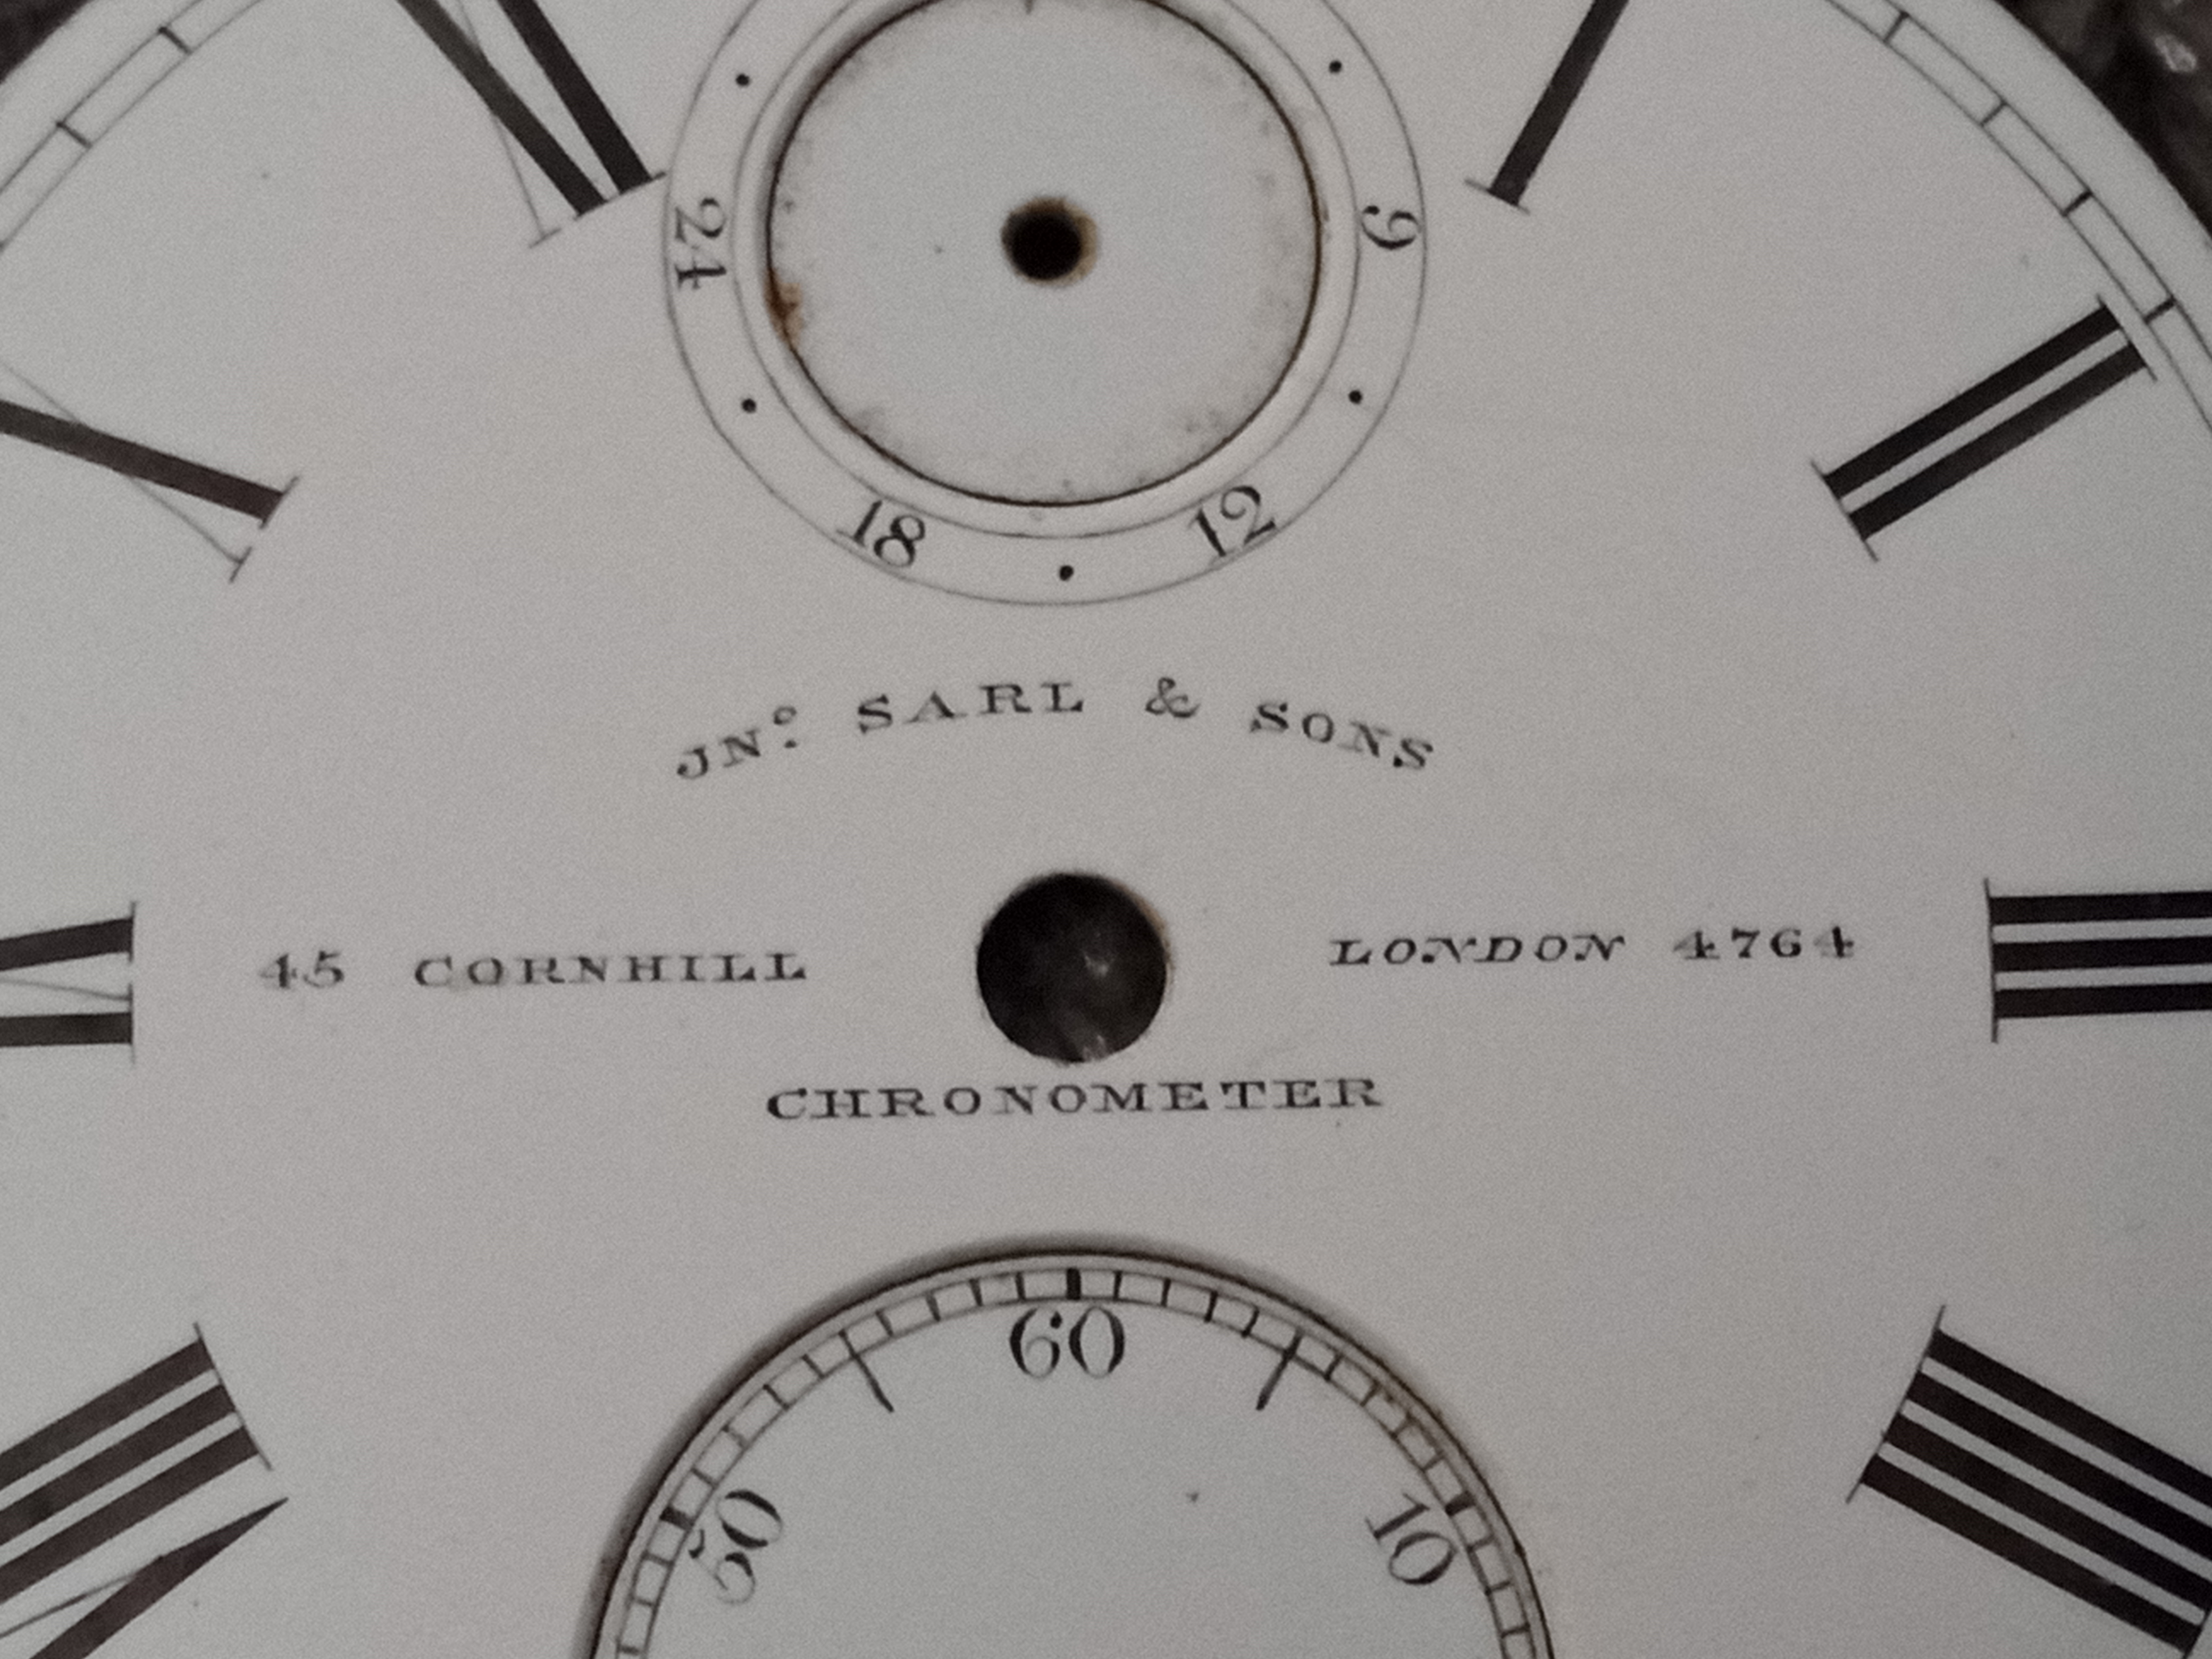 24 6
18 12
JNº SARL & SONS
45 CORNHILL LONDON 4764
CHRONOMETER
60
50 10